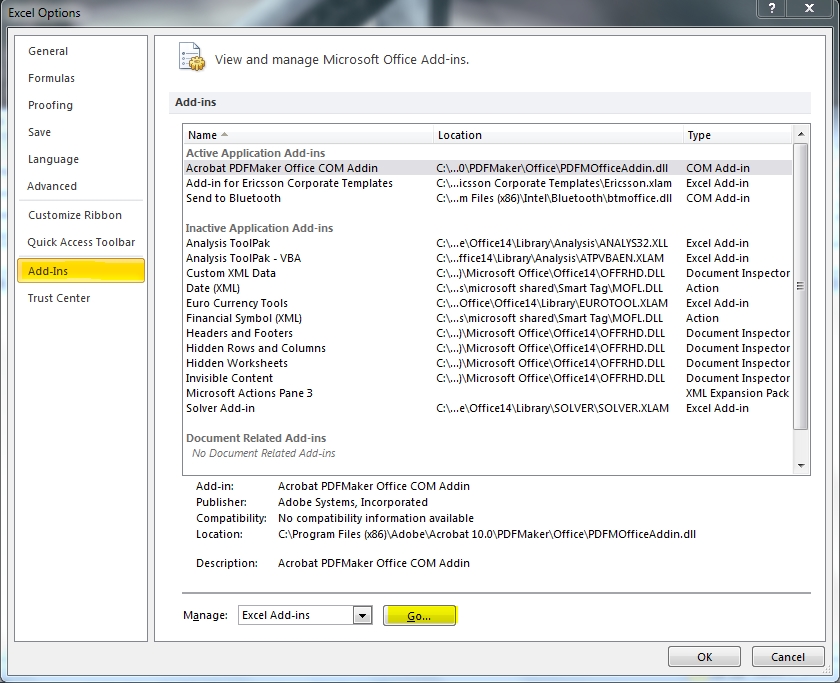 Excel Options
?
General
Formulas
Proofing
Save
Language
Advanced
Customize Ribbon
Quick Access Toolbar
Add-Ins
Trust Center
View and manage Microsoft Office Add-ins.
Add-ins
Name Location Type
Active Application Add-ins
Acrobat PDFMaker Office COM Addin C:\...0\PDFMaker\Office\PDFMOfficeAddin.dll COM Add-in
Add-in for Ericsson Corporate Templates C:\...icsson Corporate Templates\Ericsson.xlam Excel Add-in
Send to Bluetooth C:\...m Files (x86)\Intel\Bluetooth\btmoffice.dll COM Add-in
Inactive Application Add-ins
Analysis ToolPak C:\...e\Office14\Library\Analysis\ANALYS32.XLL Excel Add-in
Analysis ToolPak - VBA C:\...ffice14\Library\Analysis\ATPVBAEN.XLAM Excel Add-in
Custom XML Data C:\...)\Microsoft Office\Office14\OFFRHD.DLL Document Inspector
Date (XML) C:\...s\microsoft shared\Smart Tag\MOFL.DLL Action
Euro Currency Tools C:\...Office\Office14\Library\EUROTOOL.XLAM Excel Add-in
Financial Symbol (XML) C:\...s\microsoft shared\Smart Tag\MOFL.DLL Action
Headers and Footers C:\...)\Microsoft Office\Office14\OFFRHD.DLL Document Inspector
Hidden Rows and Columns C:\...)\Microsoft Office\Office14\OFFRHD.DLL Document Inspector
Hidden Worksheets C:\...)\Microsoft Office\Office14\OFFRHD.DLL Document Inspector
Invisible Content C:\...)\Microsoft Office\Office14\OFFRHD.DLL Document Inspector
Microsoft Actions Pane 3 XML Expansion Pack
Solver Add-in C:\...e\Office14\Library\SOLVER\SOLVER.XLAM Excel Add-in
Document Related Add-ins
No Document Related Add-ins
Add-in: Acrobat PDFMaker Office COM Addin
Publisher: Adobe Systems, Incorporated
Compatibility: No compatibility information available
Location: C:\Program Files (x86)\Adobe\Acrobat 10.0\PDFMaker\Office\PDFMOfficeAddin.dll
Description: Acrobat PDFMaker Office COM Addin
Manage: Excel Add-ins Go...
OK Cancel